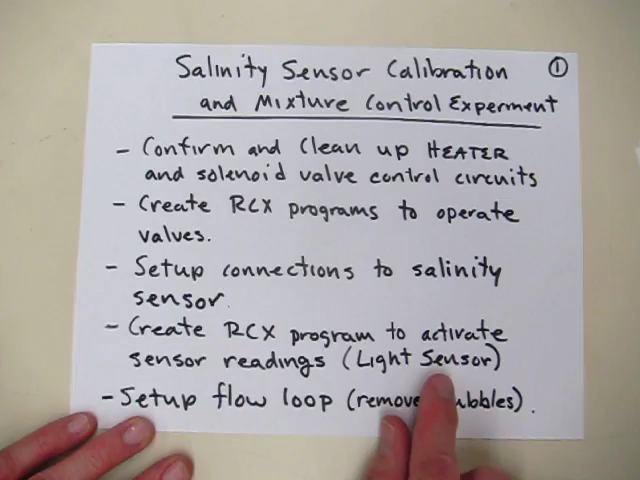 Salinity Sensor Calibration ①
and Mixture Control Experment
- Confirm and Clean up HEATER
and solenoid valve control circuits
- Create RCX programs to operate
valves.
- Setup connections to salinity
sensor.
- Create RCX program to activate
sensor readings (Light Sensor)
- Setup flow loop (remove ubbles).